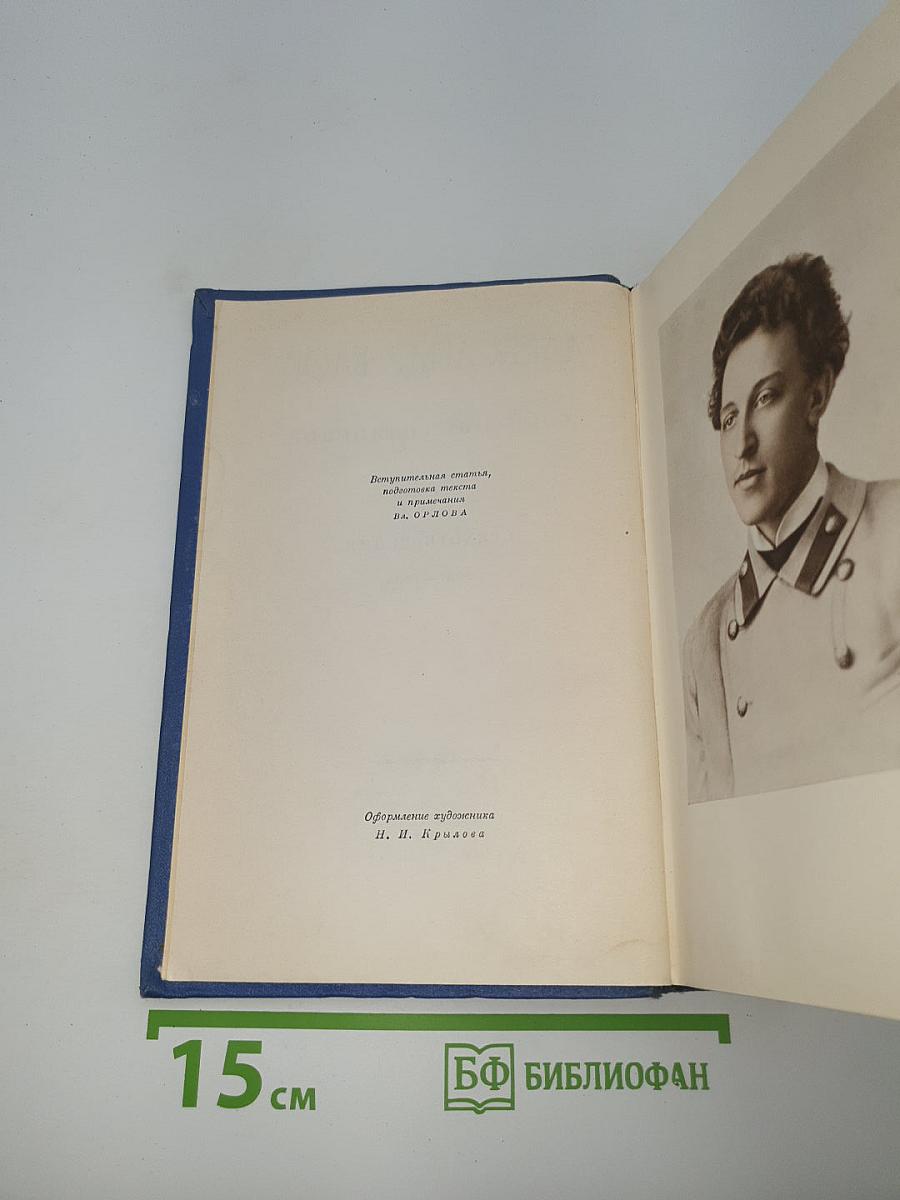 Вступительная статья,
подготовка текста
и примечания
Вл. ОРЛОВА
Оформление художника
Н. И. Крылова
15 см
БФ БИБЛИОФАН